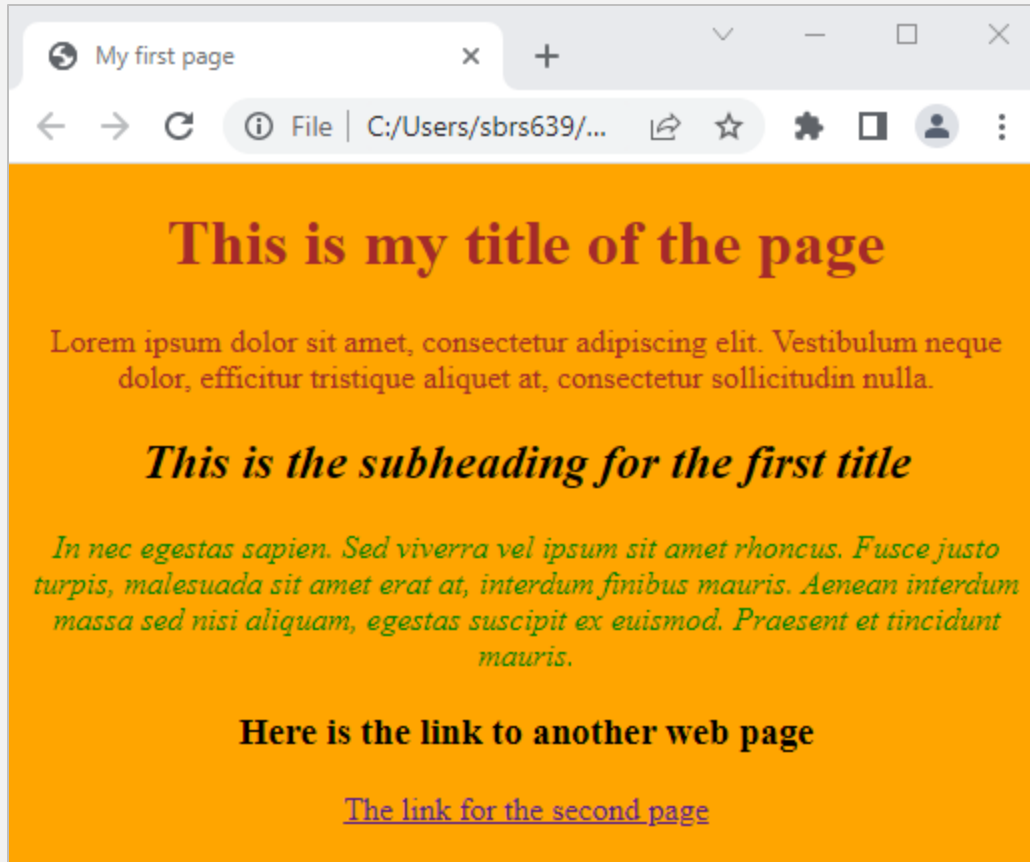 My first page
File C:/Users/sbrs639/...
This is my title of the page
Lorem ipsum dolor sit amet, consectetur adipiscing elit. Vestibulum neque
dolor, efficitur tristique aliquet at, consectetur sollicitudin nulla.
This is the subheading for the first title
In nec egestas sapien. Sed viverra vel ipsum sit amet rhoncus. Fusce justo
turpis, malesuada sit amet erat at, interdum finibus mauris. Aenean interdum
massa sed nisi aliquam, egestas suscipit ex euismod. Praesent et tincidunt
mauris.
Here is the link to another web page
The link for the second page